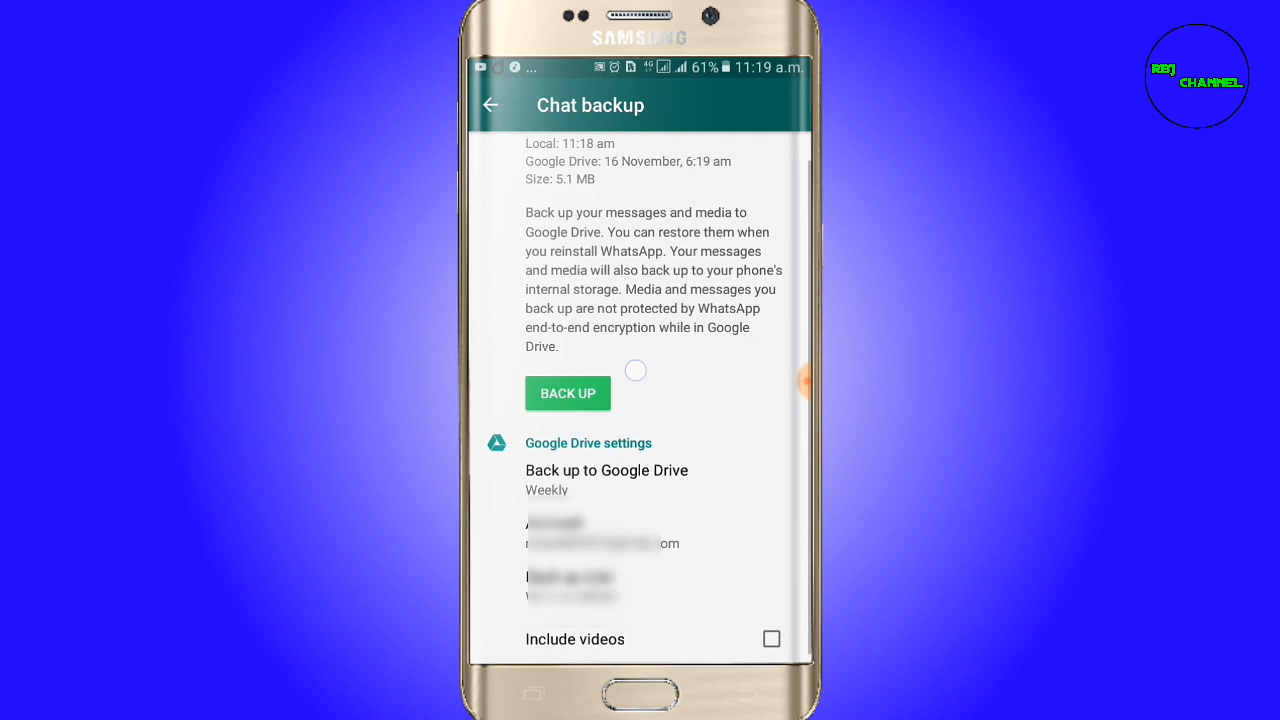 SAMSUNG
RBJ
CHANNEL
... 4G 61% 11:19 a.m.
Chat backup
Local: 11:18 am
Google Drive: 16 November, 6:19 am
Size: 5.1 MB
Back up your messages and media to
Google Drive. You can restore them when
you reinstall WhatsApp. Your messages
and media will also back up to your phone's
internal storage. Media and messages you
back up are not protected by WhatsApp
end-to-end encryption while in Google
Drive.
BACK UP
Google Drive settings
Back up to Google Drive
Weekly
Include videos